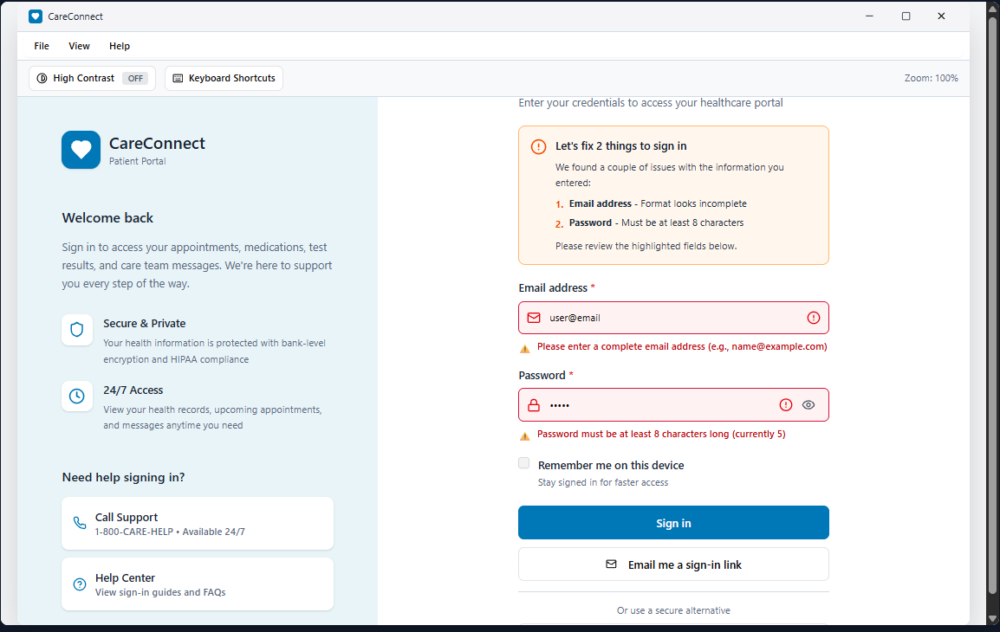 CareConnect
File View Help
High Contrast OFF Keyboard Shortcuts Zoom: 100%
CareConnect
Patient Portal
Welcome back
Sign in to access your appointments, medications, test
results, and care team messages. We're here to support
you every step of the way.
Secure & Private
Your health information is protected with bank-level
encryption and HIPAA compliance
24/7 Access
View your health records, upcoming appointments,
and messages anytime you need
Need help signing in?
Call Support
1-800-CARE-HELP • Available 24/7
Help Center
View sign-in guides and FAQs
Enter your credentials to access your healthcare portal
Let's fix 2 things to sign in
We found a couple of issues with the information you
entered:
1. Email address - Format looks incomplete
2. Password - Must be at least 8 characters
Please review the highlighted fields below.
Email address *
user@email
Please enter a complete email address (e.g., name@example.com)
Password *
•••••
Password must be at least 8 characters long (currently 5)
Remember me on this device
Stay signed in for faster access
Sign in
Email me a sign-in link
Or use a secure alternative